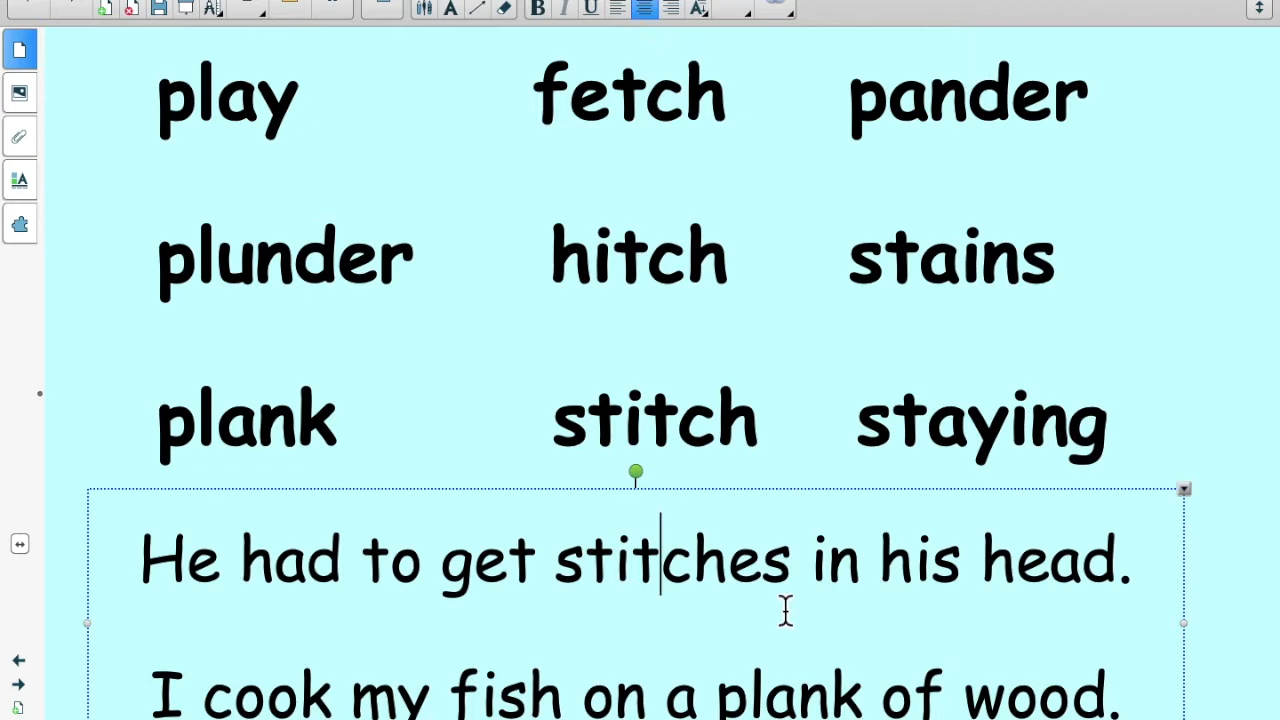 play fetch pander
plunder hitch stains
plank stitch staying
He had to get stitches in his head.
I cook my fish on a plank of wood.